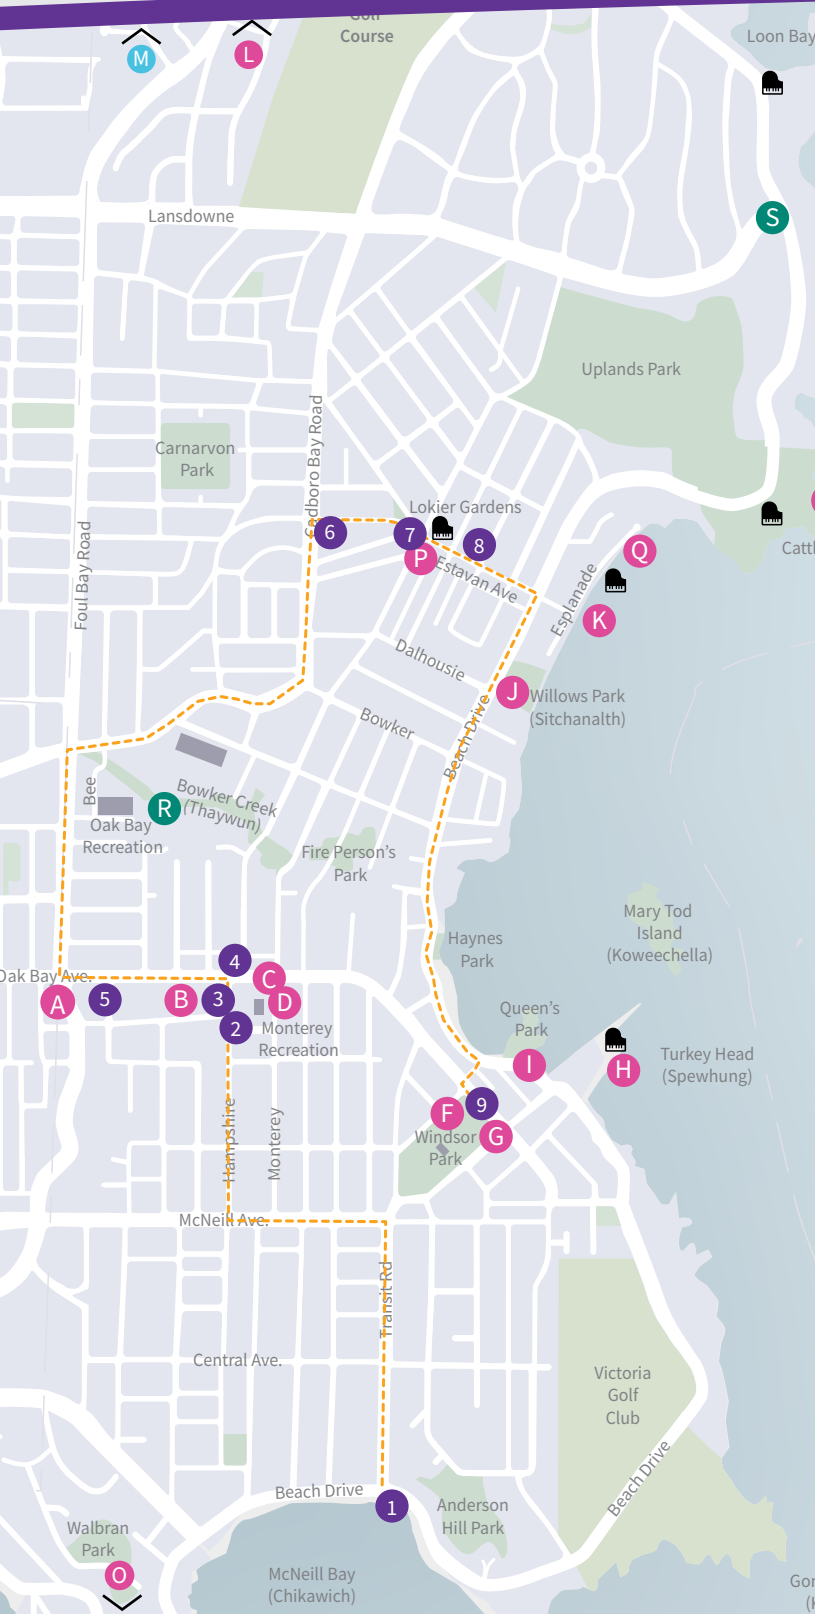 Golf
Course
Loon Bay
M
L
Lansdowne
S
Uplands Park
Cadboro Bay Road
Carnarvon
Park
Foul Bay Road
Lokier Gardens
6
7
8
P
Estavan Ave
Q
Esplanade
K
Dalhousie
J
Willows Park
(Sitchanalth)
Bowker
Beach Drive
Bee
R
Bowker Creek
(Thaywun)
Oak Bay
Recreation
Fire Person's
Park
Mary Tod
Island
(Koweechella)
Haynes
Park
4
Oak Bay Ave.
A
5
B
3
C
D
2
Monterey
Recreation
Queen's
Park
I
H
Turkey Head
(Spewhung)
F
9
G
Windsor
Park
Hampshire
Monterey
McNeill Ave.
Transit Rd
Central Ave.
Victoria
Golf
Club
Beach Drive
Beach Drive
1
Anderson
Hill Park
Walbran
Park
O
McNeill Bay
(Chikawich)